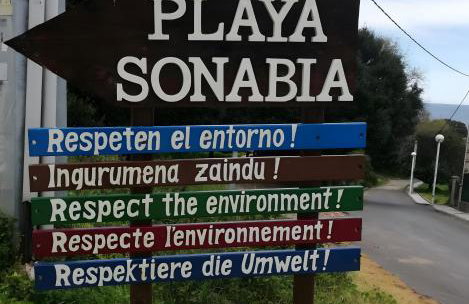 PLAYA
SONABIA
Respeten el entorno!
Ingurumena zaindu!
Respect the environment!
Respecte l'environnement!
Respektiere die Umwelt!